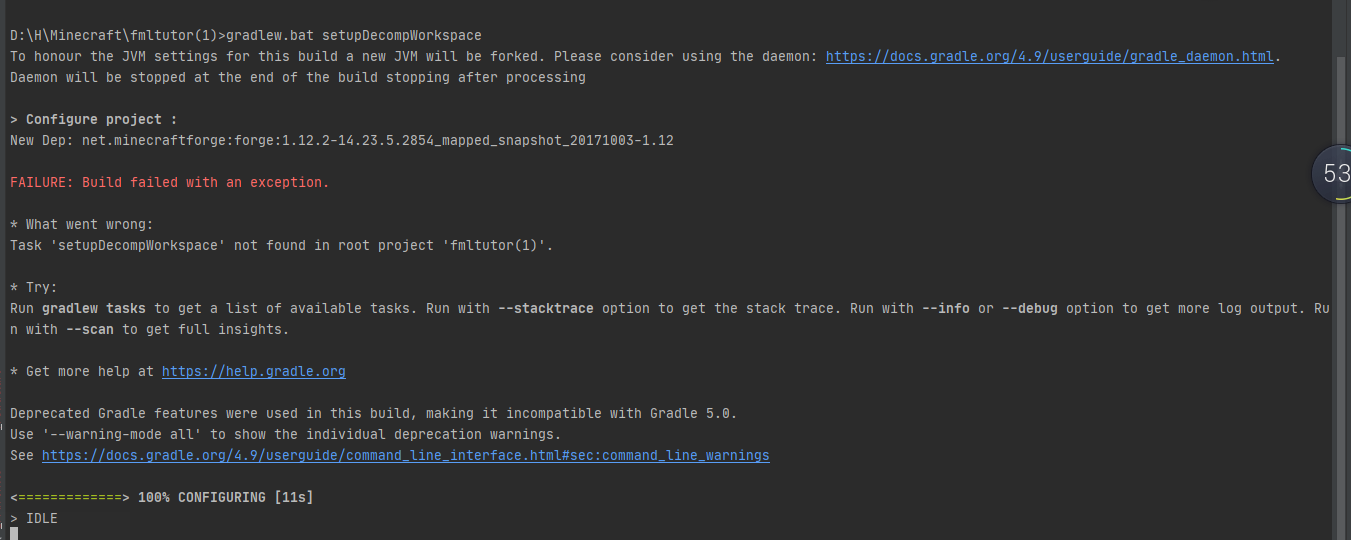 D:\H\Minecraft\fmltutor(1)>gradlew.bat setupDecompWorkspace
To honour the JVM settings for this build a new JVM will be forked. Please consider using the daemon: https://docs.gradle.org/4.9/userguide/gradle_daemon.html.
Daemon will be stopped at the end of the build stopping after processing
> Configure project :
New Dep: net.minecraftforge:forge:1.12.2-14.23.5.2854_mapped_snapshot_20171003-1.12
53
FAILURE: Build failed with an exception.
* What went wrong:
Task 'setupDecompWorkspace' not found in root project 'fmltutor(1)'.
* Try:
Run gradlew tasks to get a list of available tasks. Run with --stacktrace option to get the stack trace. Run with --info or --debug option to get more log output. Ru
n with --scan to get full insights.
* Get more help at https://help.gradle.org
Deprecated Gradle features were used in this build, making it incompatible with Gradle 5.0.
Use '--warning-mode all' to show the individual deprecation warnings.
See https://docs.gradle.org/4.9/userguide/command_line_interface.html#sec:command_line_warnings
<=============> 100% CONFIGURING [11s]
> IDLE